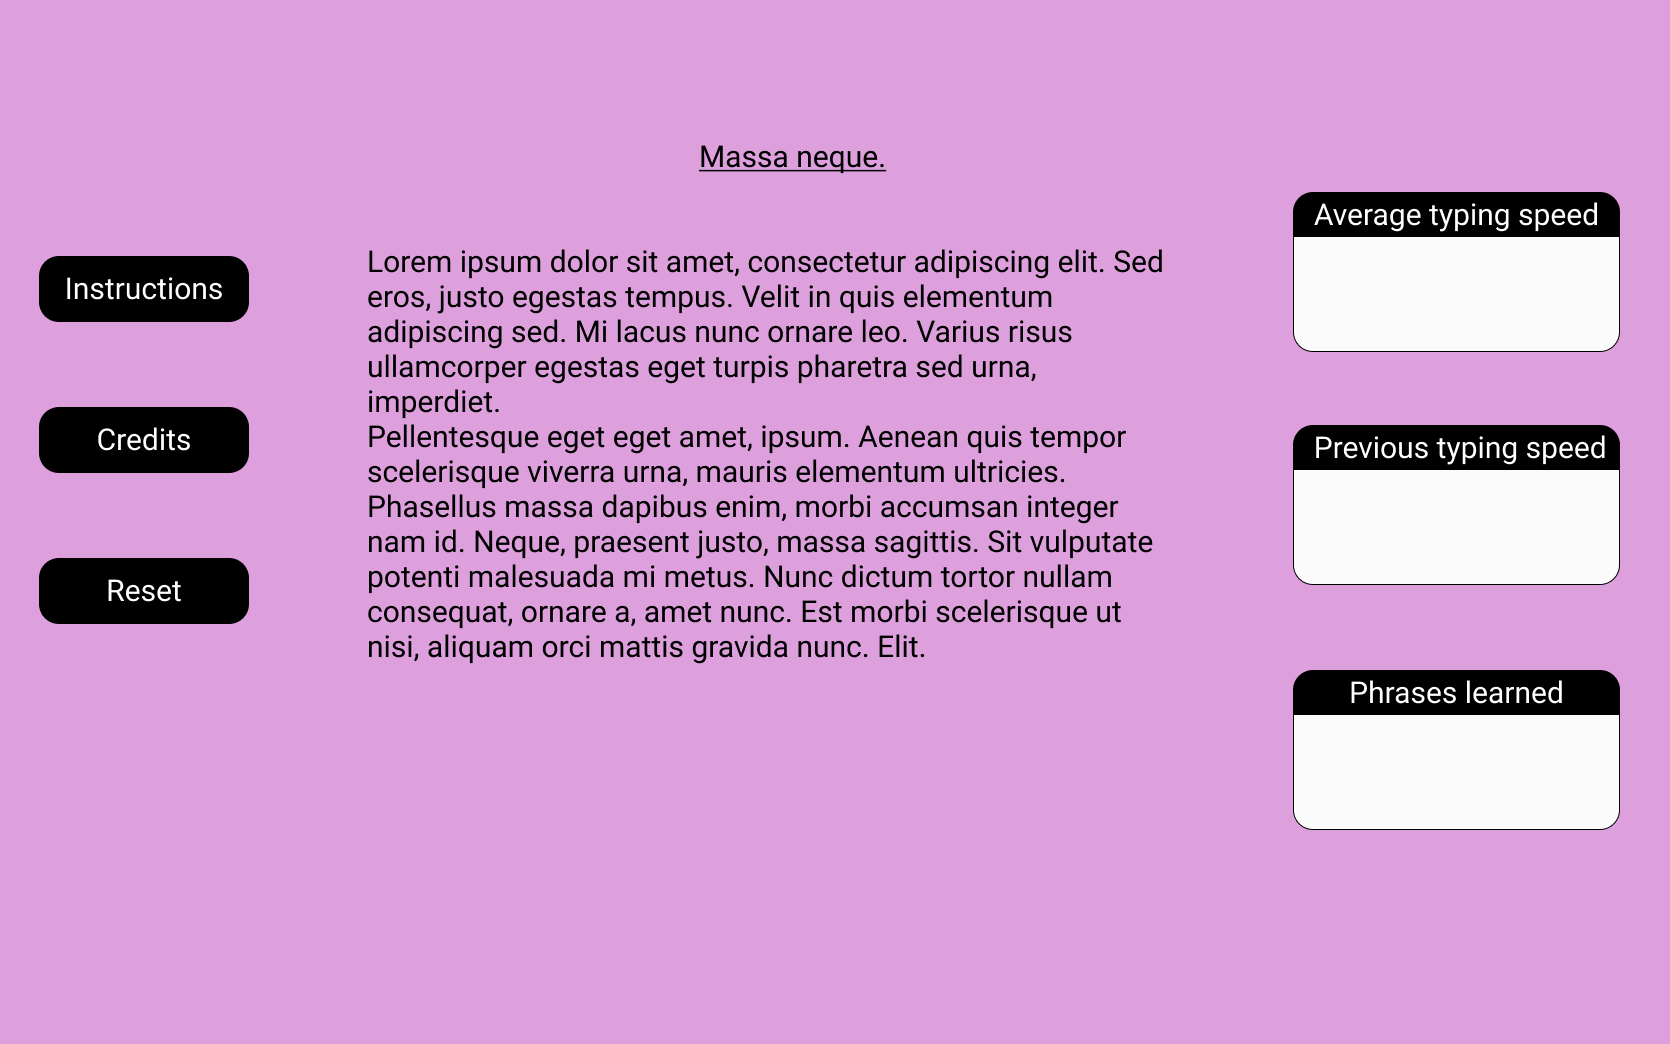 Massa neque.
Instructions
Credits
Reset
Lorem ipsum dolor sit amet, consectetur adipiscing elit. Sed
eros, justo egestas tempus. Velit in quis elementum
adipiscing sed. Mi lacus nunc ornare leo. Varius risus
ullamcorper egestas eget turpis pharetra sed urna,
imperdiet.
Pellentesque eget eget amet, ipsum. Aenean quis tempor
scelerisque viverra urna, mauris elementum ultricies.
Phasellus massa dapibus enim, morbi accumsan integer
nam id. Neque, praesent justo, massa sagittis. Sit vulputate
potenti malesuada mi metus. Nunc dictum tortor nullam
consequat, ornare a, amet nunc. Est morbi scelerisque ut
nisi, aliquam orci mattis gravida nunc. Elit.
Average typing speed
Previous typing speed
Phrases learned